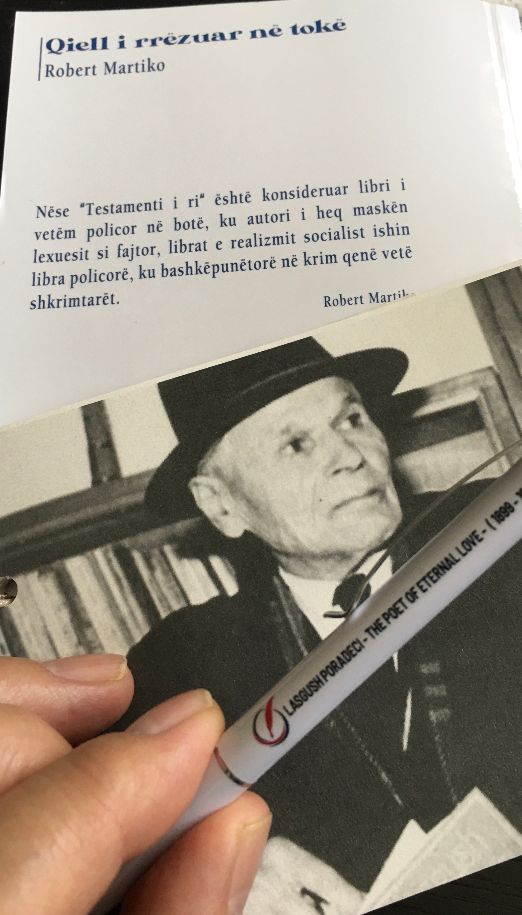 Qiell i rrëzuar në tokë
Robert Martiko
Nëse "Testamenti i ri" është konsideruar libri i
vetëm policor në botë, ku autori i heq maskën
lexuesit si fajtor, librat e realizmit socialist ishin
libra policorë, ku bashkëpunëtorë në krim qenë vetë
shkrimtarët.
Robert
LASGUSH PORADECI - THE POET OF ETERNAL LOVE - ( 1899 -